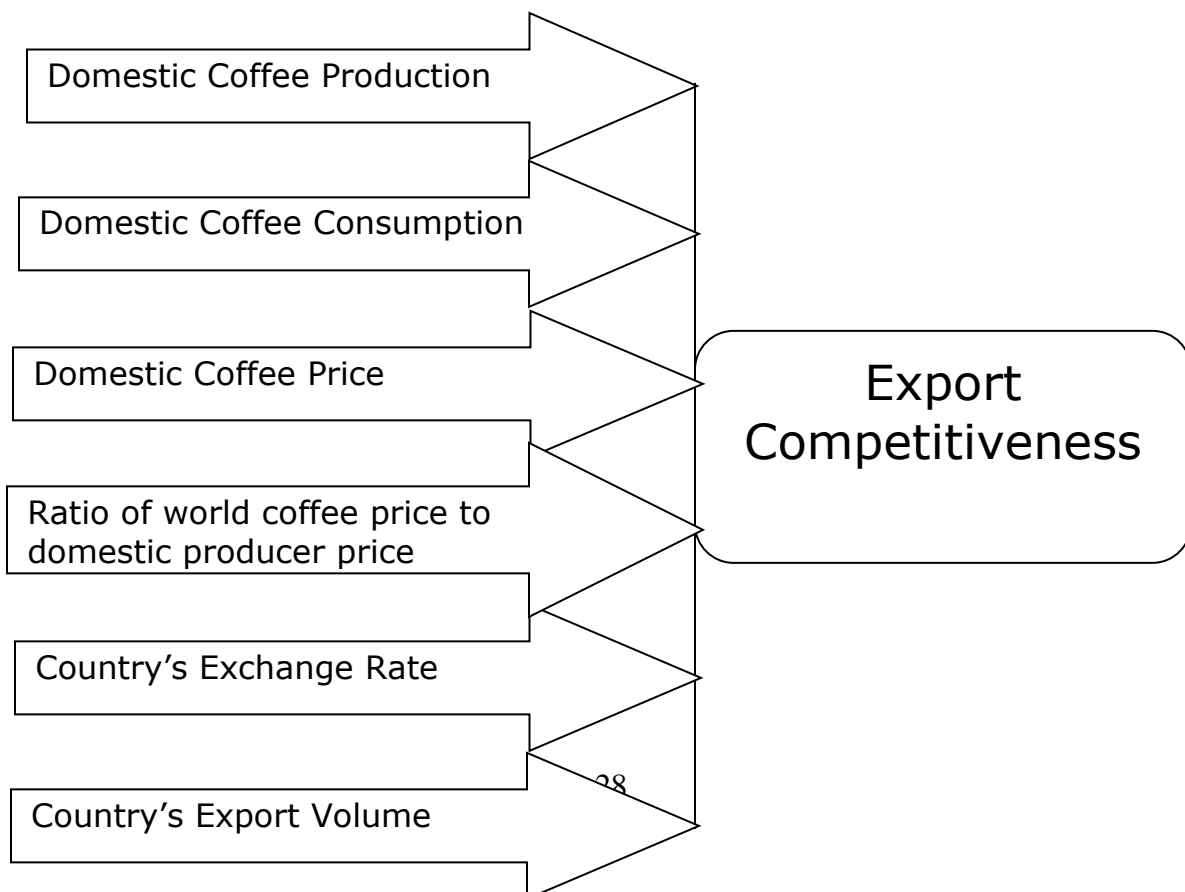 Domestic Coffee Production
Domestic Coffee Consumption
Domestic Coffee Price
Export
Competitiveness
Ratio of world coffee price to
domestic producer price
Country’s Exchange Rate
28
Country’s Export Volume